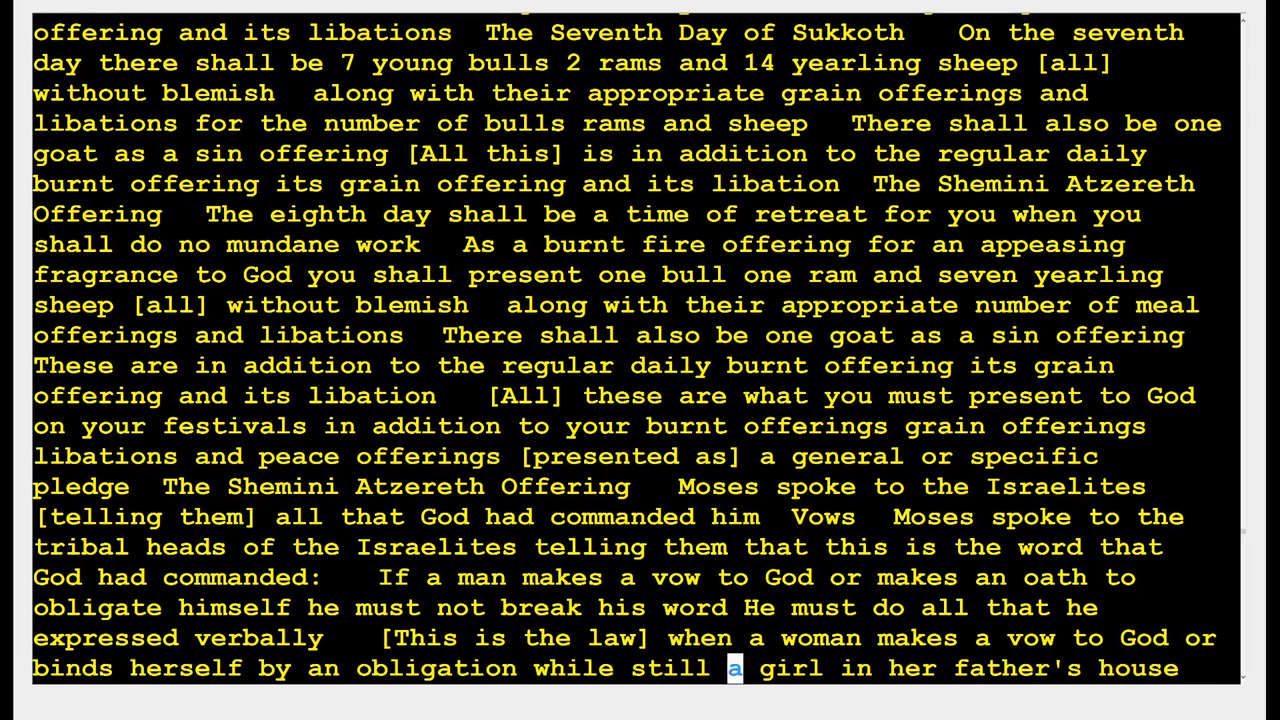 offering and its libations  The Seventh Day of Sukkoth   On the seventh
day there shall be 7 young bulls 2 rams and 14 yearling sheep [all]
without blemish   along with their appropriate grain offerings and
libations for the number of bulls rams and sheep   There shall also be one
goat as a sin offering [All this] is in addition to the regular daily
burnt offering its grain offering and its libation  The Shemini Atzereth
Offering   The eighth day shall be a time of retreat for you when you
shall do no mundane work   As a burnt fire offering for an appeasing
fragrance to God you shall present one bull one ram and seven yearling
sheep [all] without blemish   along with their appropriate number of meal
offerings and libations   There shall also be one goat as a sin offering
These are in addition to the regular daily burnt offering its grain
offering and its libation   [All] these are what you must present to God
on your festivals in addition to your burnt offerings grain offerings
libations and peace offerings [presented as] a general or specific
pledge  The Shemini Atzereth Offering   Moses spoke to the Israelites
[telling them] all that God had commanded him  Vows   Moses spoke to the
tribal heads of the Israelites telling them that this is the word that
God had commanded:   If a man makes a vow to God or makes an oath to
obligate himself he must not break his word He must do all that he
expressed verbally   [This is the law] when a woman makes a vow to God or
binds herself by an obligation while still a girl in her father's house